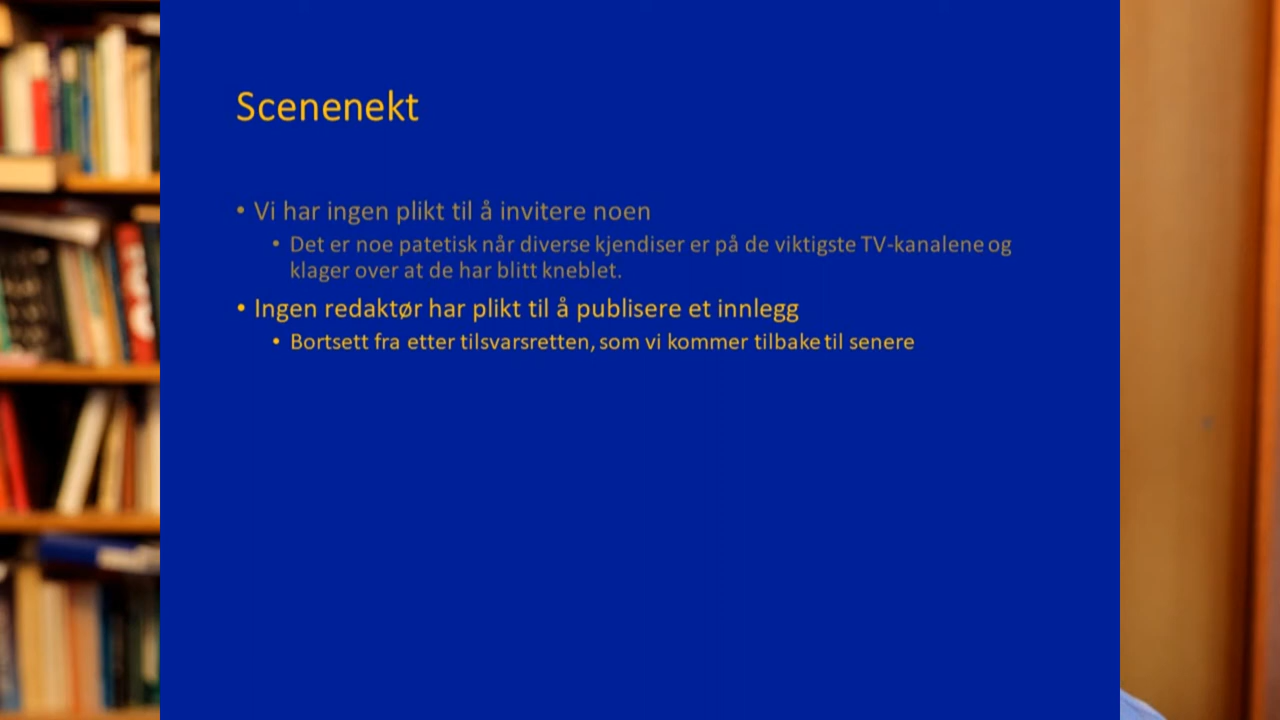 Scenenekt
• Vi har ingen plikt til å invitere noen
• Det er noe patetisk når diverse kjendiser er på de viktigste TV-kanalene og
klager over at de har blitt kneblet.
• Ingen redaktør har plikt til å publisere et innlegg
• Bortsett fra etter tilsvarsretten, som vi kommer tilbake til senere